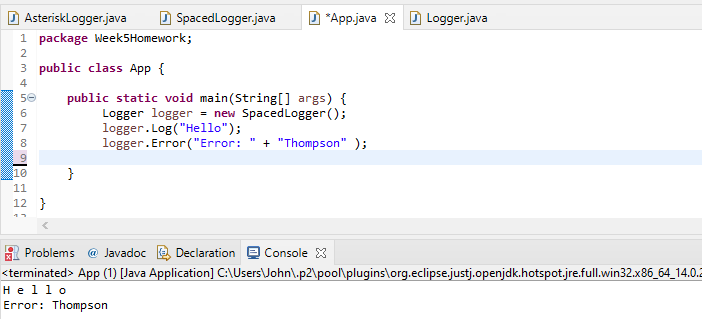 AsteriskLogger.java SpacedLogger.java *App.java Logger.java
1 package Week5Homework;
2
3 public class App {
4
5 public static void main(String[] args) {
6 Logger logger = new SpacedLogger();
7 logger.Log("Hello");
8 logger.Error("Error: " + "Thompson" );
9
10 }
11
12 }
Problems @ Javadoc Declaration Console
<terminated> App (1) [Java Application] C:\Users\John\.p2\pool\plugins\org.eclipse.justj.openjdk.hotspot.jre.full.win32.x86_64_14.0.2
H e l l o
Error: Thompson